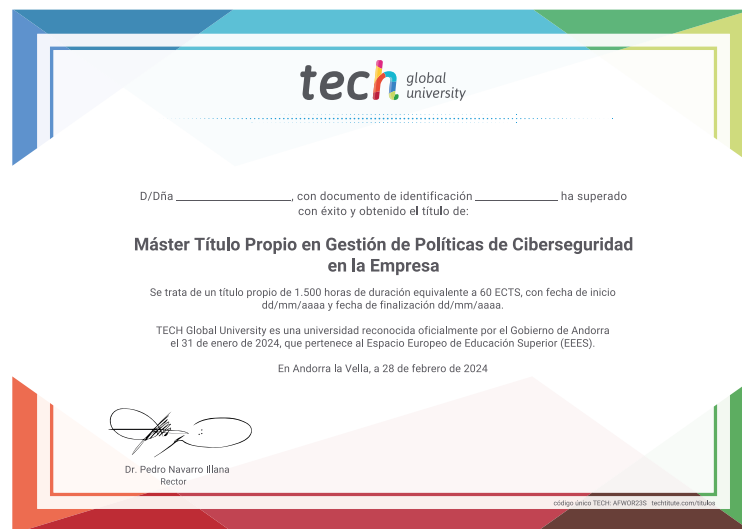 tech global university
D/Dña ____________, con documento de identificación ____________ ha superado
con éxito y obtenido el título de:
Máster Título Propio en Gestión de Políticas de Ciberseguridad
en la Empresa
Se trata de un título propio de 1.500 horas de duración equivalente a 60 ECTS, con fecha de inicio
dd/mm/aaaa y fecha de finalización dd/mm/aaaa.
TECH Global University es una universidad reconocida oficialmente por el Gobierno de Andorra
el 31 de enero de 2024, que pertenece al Espacio Europeo de Educación Superior (EEES).
En Andorra la Vella, a 28 de febrero de 2024
Dr. Pedro Navarro Illana
Rector
código único TECH: AFWOR23S techtitute.com/titulos